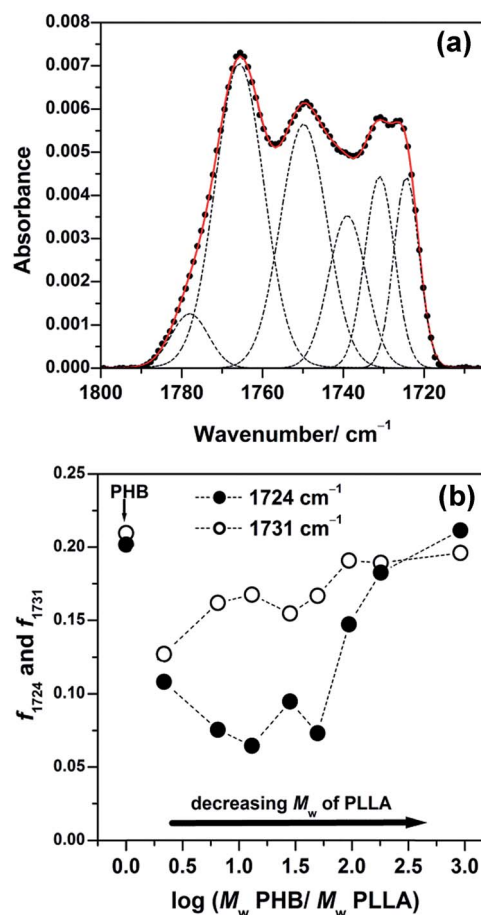 (a)
0.008
0.007
0.006
0.005
0.004
0.003
0.002
0.001
0.000
Absorbance
1800 1780 1760 1740 1720
Wavenumber/ cm⁻¹
(b)
0.25
0.20
0.15
0.10
0.05
0.00
f₁₇₂₄ and f₁₇₃₁
PHB
1724 cm⁻¹
1731 cm⁻¹
decreasing Mw of PLLA
0.0 0.5 1.0 1.5 2.0 2.5 3.0
log (Mw PHB/ Mw PLLA)